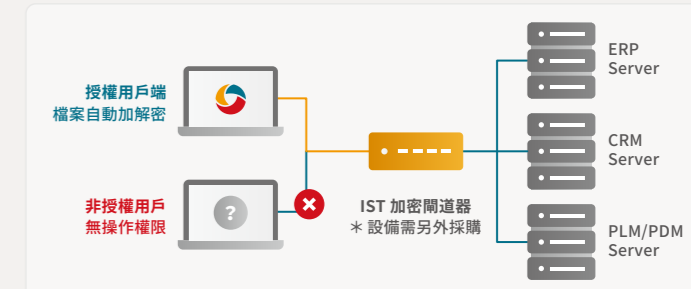 授權用戶端
檔案自動加解密
非授權用戶
無操作權限
?
IST 加密閘道器
＊ 設備需另外採購
ERP
Server
CRM
Server
PLM/PDM
Server